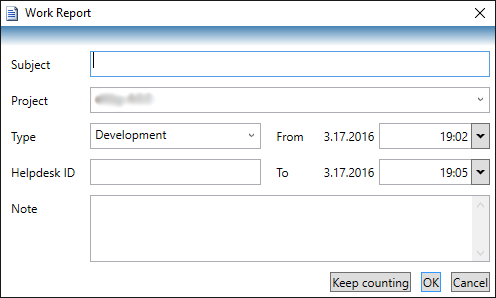 Work Report
Subject
Project
Type Development From 3.17.2016 19:02
Helpdesk ID To 3.17.2016 19:05
Note
Keep counting OK Cancel